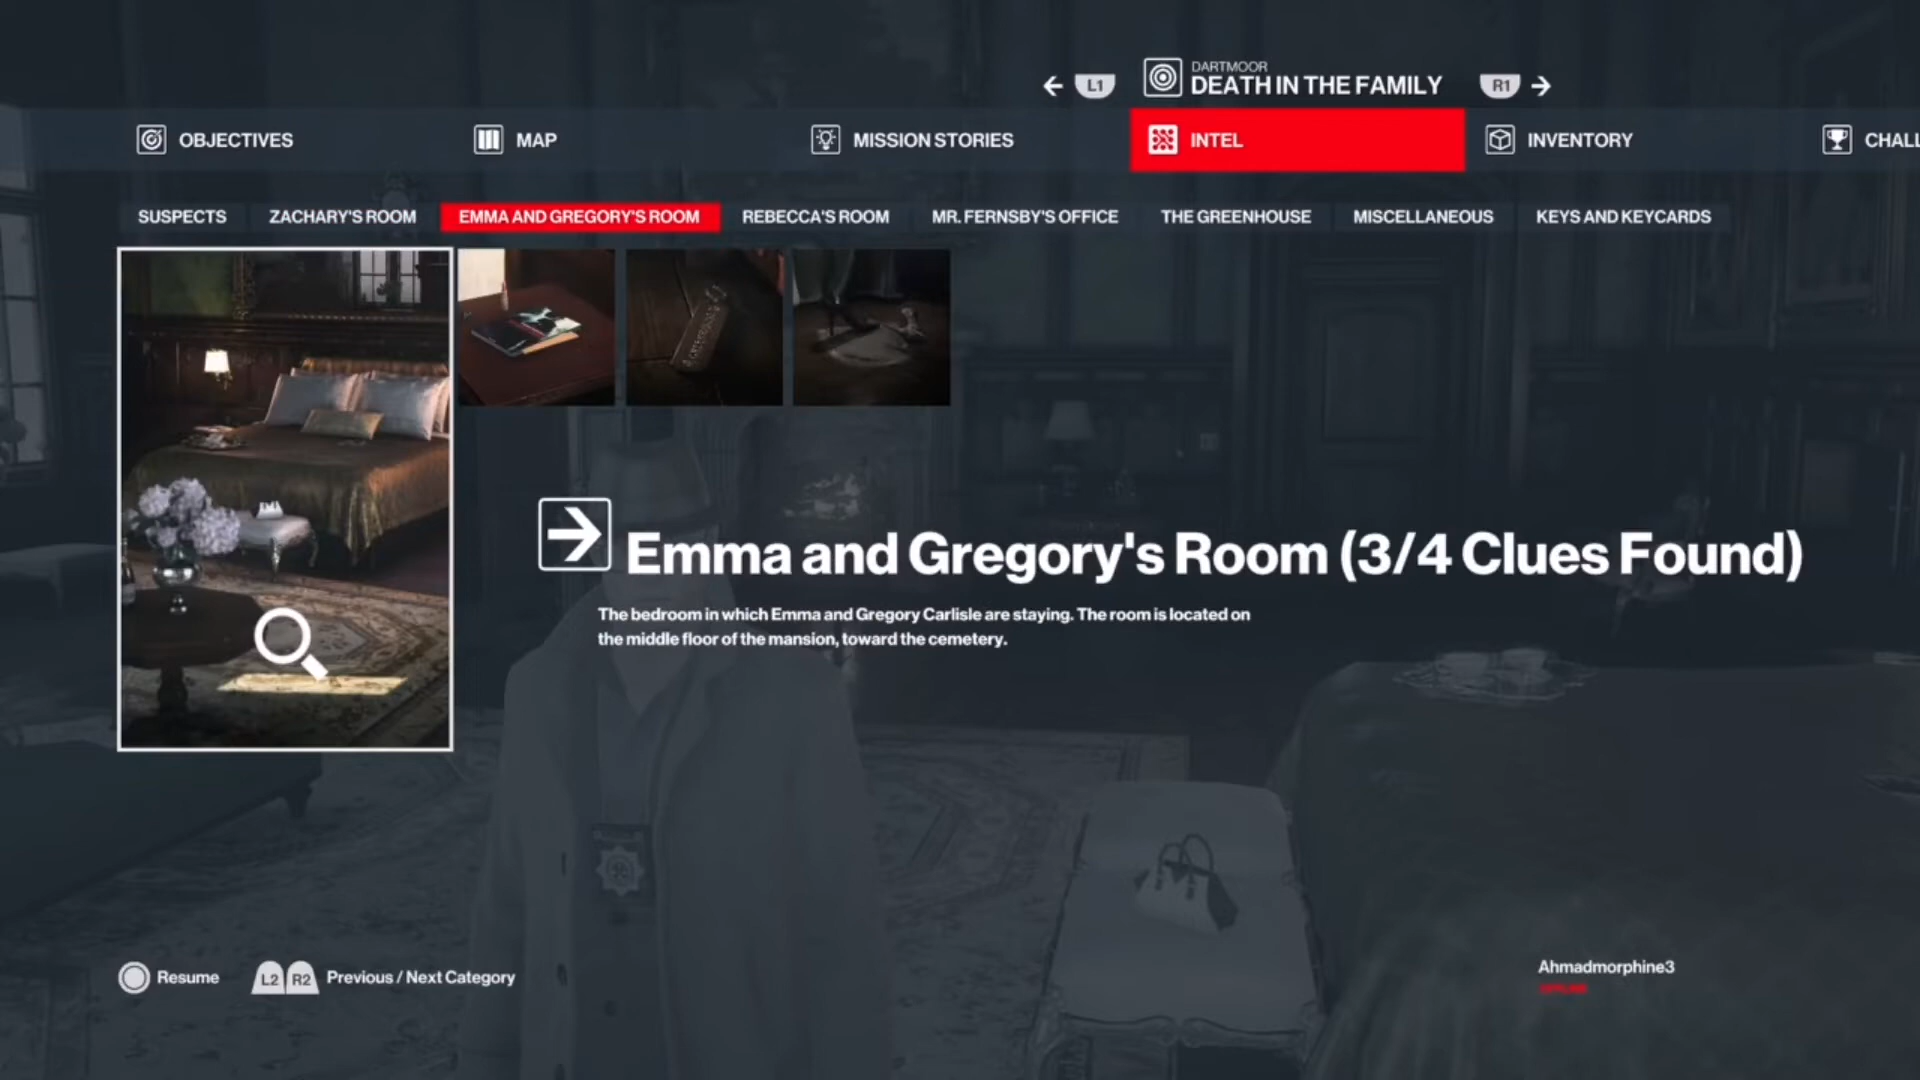 DARTMOOR
L1 DEATH IN THE FAMILY R1
OBJECTIVES MAP MISSION STORIES INTEL INVENTORY CHALL
SUSPECTS ZACHARY'S ROOM EMMA AND GREGORY'S ROOM REBECCA'S ROOM MR. FERNSBY'S OFFICE THE GREENHOUSE MISCELLANEOUS KEYS AND KEYCARDS
Emma and Gregory's Room (3/4 Clues Found)
The bedroom in which Emma and Gregory Carlisle are staying. The room is located on
the middle floor of the mansion, toward the cemetery.
Ahmadmorphine3
OFFLINE
Resume L2 R2 Previous / Next Category